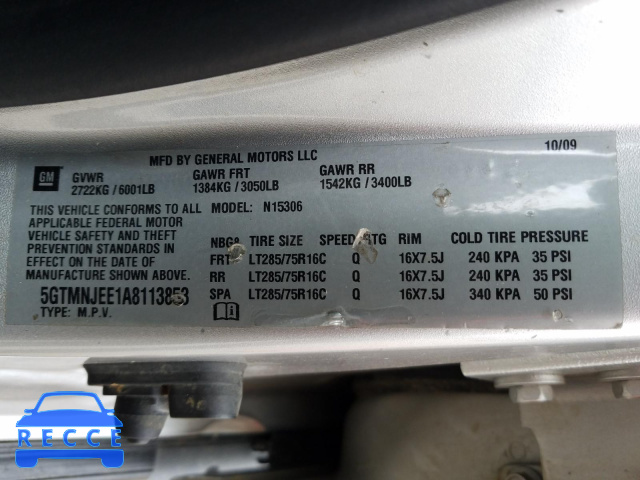 MFD BY GENERAL MOTORS LLC 10/09
GM GVWR GAWR FRT GAWR RR
2722KG / 6001LB 1384KG / 3050LB 1542KG / 3400LB
THIS VEHICLE CONFORMS TO ALL MODEL: N15306
APPLICABLE FEDERAL MOTOR
VEHICLE SAFETY AND THEFT
PREVENTION STANDARDS IN
EFFECT ON THE DATE OF
MANUFACTURE SHOWN ABOVE.
5GTMNJEE1A8113853
TYPE: M.P.V.
TIRE SIZE SPEED RTG RIM COLD TIRE PRESSURE
FRT LT285/75R16C Q 16X7.5J 240 KPA 35 PSI
RR LT285/75R16C Q 16X7.5J 240 KPA 35 PSI
SPA LT285/75R16C Q 16X7.5J 340 KPA 50 PSI
RECCE